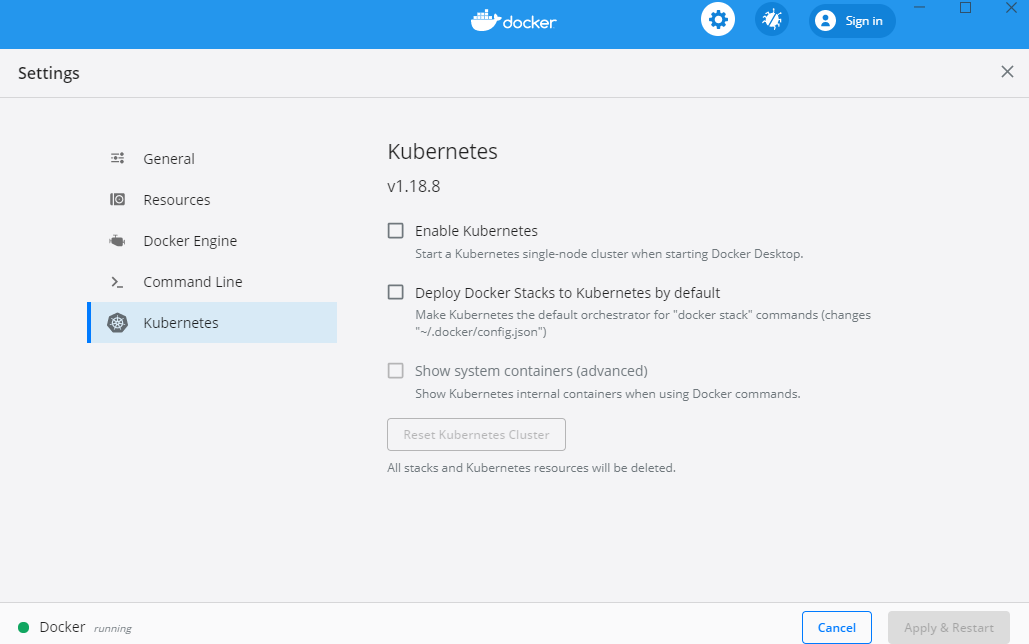 docker
Sign in
Settings
General
Resources
Docker Engine
Command Line
Kubernetes
Kubernetes
v1.18.8
Enable Kubernetes
Start a Kubernetes single-node cluster when starting Docker Desktop.
Deploy Docker Stacks to Kubernetes by default
Make Kubernetes the default orchestrator for "docker stack" commands (changes
"~/.docker/config.json")
Show system containers (advanced)
Show Kubernetes internal containers when using Docker commands.
Reset Kubernetes Cluster
All stacks and Kubernetes resources will be deleted.
Docker running
Cancel
Apply & Restart